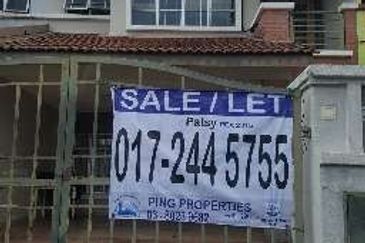 SALE / LET
Patsy
017-244 5755
PING PROPERTIES